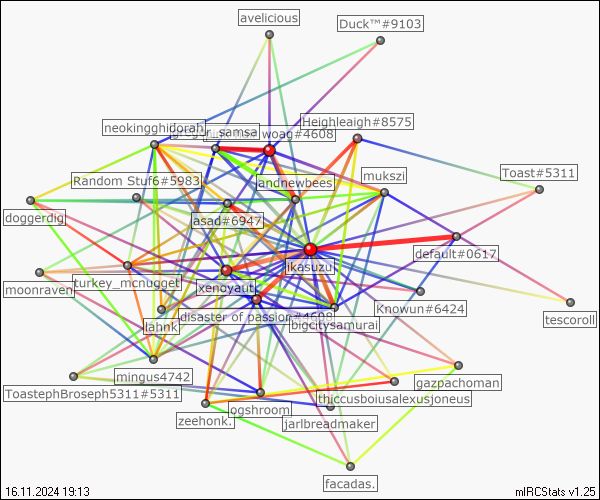 avelicious
Duck™#9103
Heighleaigh#8575
neokingghidorah
samse
woag#4608
Toast#5311
mukszi
Random Stuf6#5983
jandnewbees
doggerdig
asad#6947
default#0617
ikasuzu
moonraven
turkey_mcnugget
xenoyaut
Knowun#6424
tescoroll
disaster of passion#4608
lahnk
bigcitysamurai
mingus4742
gazpachoman
ToastephBroseph5311#5311
thiccusboiusalexusjoneus
ogshroom
zeehonk.
jarlbreadmaker
facadas.
16.11.2024 19:13
mIRCStats v1.25